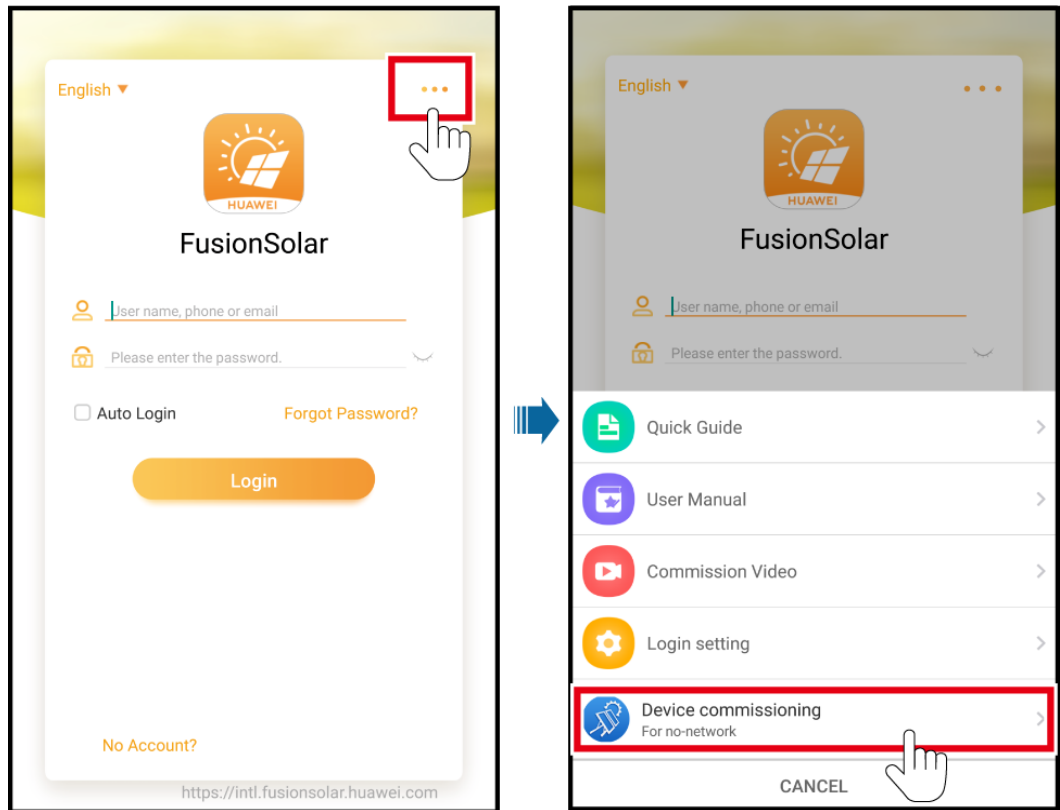 English
HUAWEI
FusionSolar
User name, phone or email
Please enter the password.
Auto Login
Forgot Password?
Login
No Account?
https://intl.fusionsolar.huawei.com
English
HUAWEI
FusionSolar
User name, phone or email
Please enter the password.
Quick Guide
User Manual
Commission Video
Login setting
Device commissioning
For no-network
CANCEL